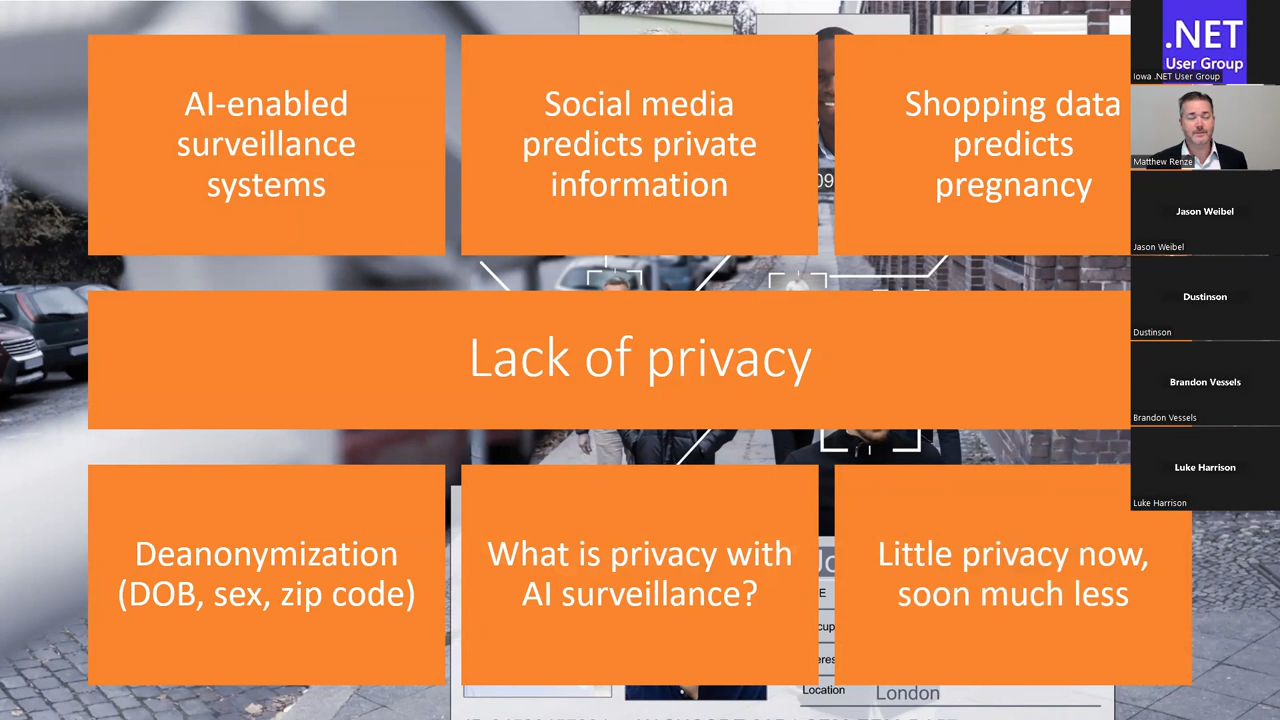 AI-enabled
surveillance
systems
Social media
predicts private
information
Shopping data
predicts
pregnancy
09
Lack of privacy
Deanonymization
(DOB, sex, zip code)
What is privacy with
AI surveillance?
Little privacy now,
soon much less
Location
London
.NET
User Group
Iowa .NET User Group
Matthew Renze
Jason Weibel
Jason Weibel
Dustinson
Dustinson
Brandon Vessels
Brandon Vessels
Luke Harrison
Luke Harrison